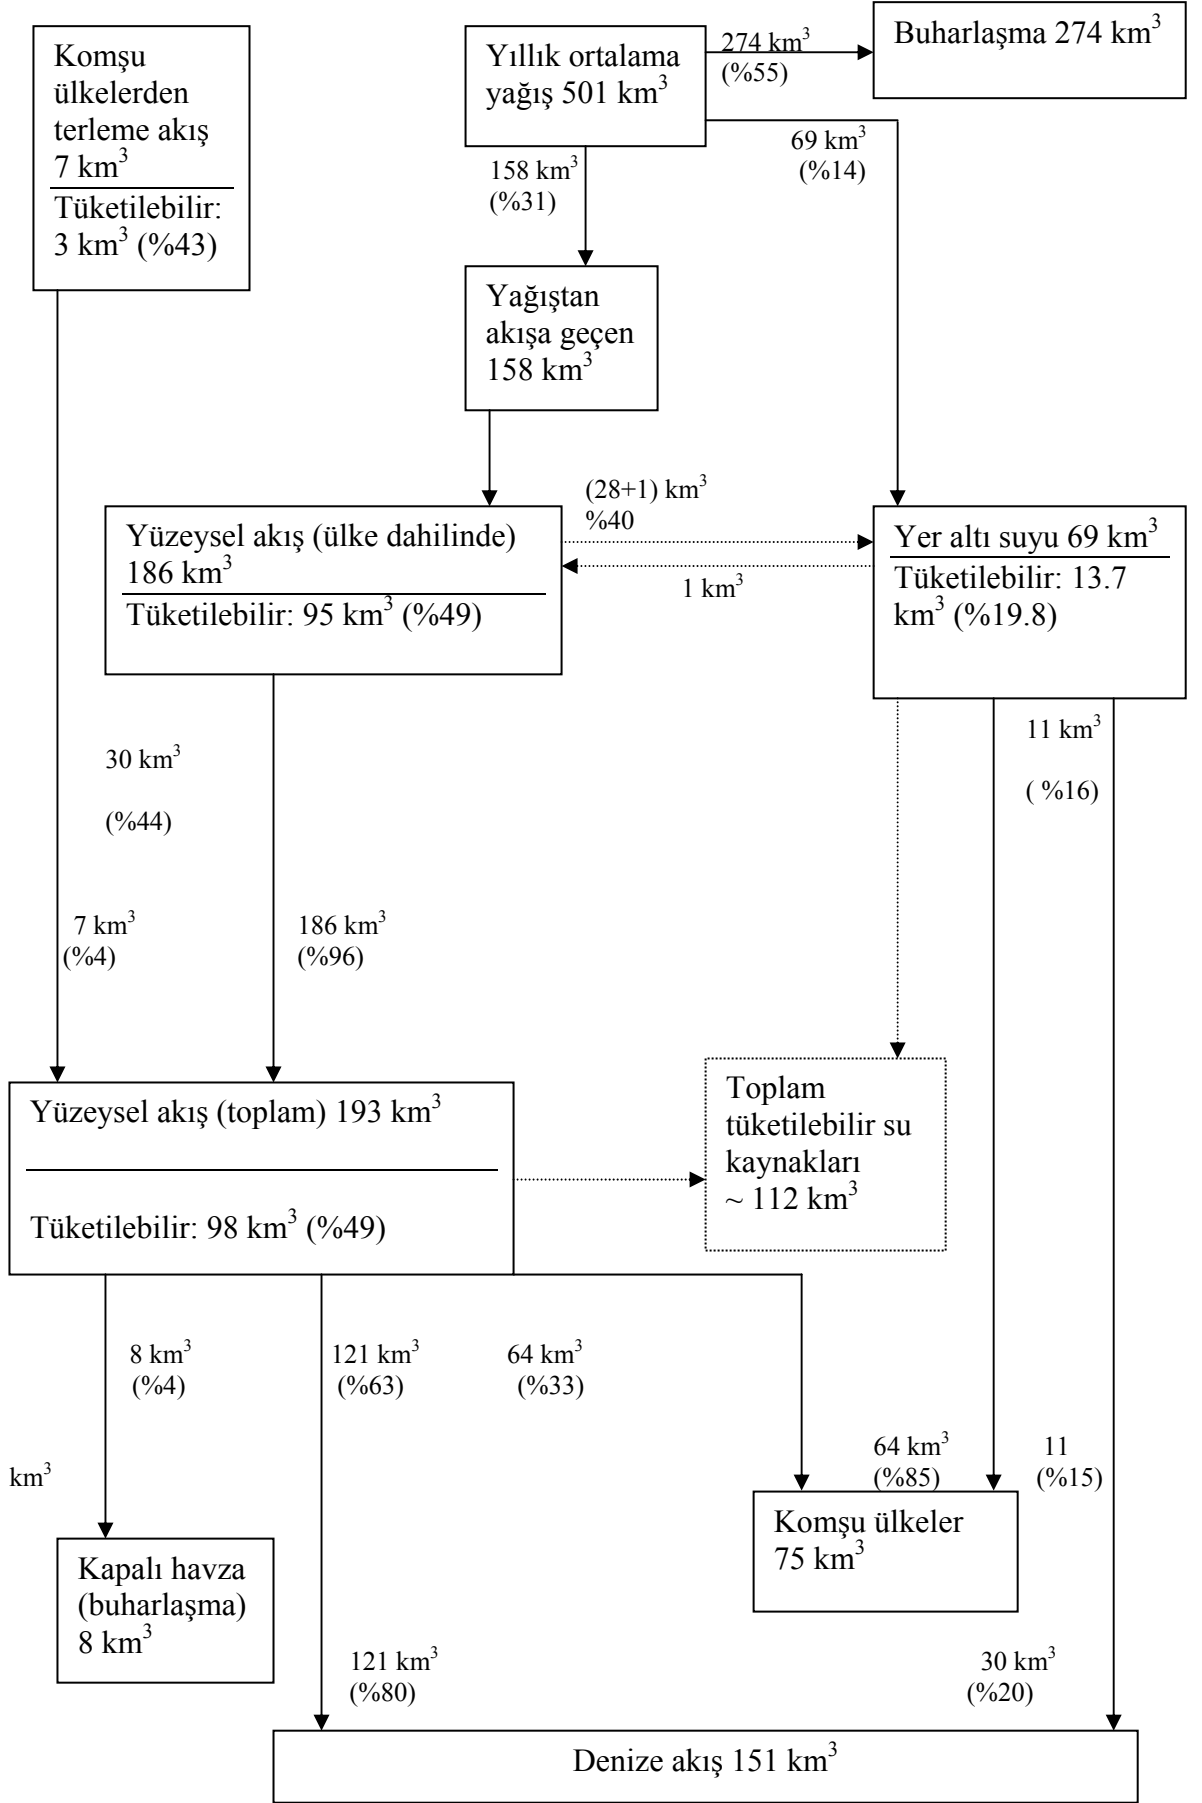 Komşu
ülkelerden
terleme akış
7 km³
Tüketilebilir:
3 km³ (%43)
Yıllık ortalama
yağış 501 km³
274 km³
(%55)
Buharlaşma 274 km³
158 km³
(%31)
69 km³
(%14)
Yağıştan
akışa geçen
158 km³
(28+1) km³
%40
1 km³
Yüzeysel akış (ülke dahilinde)
186 km³
Tüketilebilir: 95 km³ (%49)
Yer altı suyu 69 km³
Tüketilebilir: 13.7
km³ (%19.8)
30 km³
(%44)
11 km³
( %16)
7 km³
(%4)
186 km³
(%96)
Yüzeysel akış (toplam) 193 km³
Tüketilebilir: 98 km³ (%49)
Toplam
tüketilebilir su
kaynakları
~ 112 km³
8 km³
(%4)
121 km³
(%63)
64 km³
(%33)
km³
64 km³
(%85)
11
(%15)
Komşu ülkeler
75 km³
Kapalı havza
(buharlaşma)
8 km³
121 km³
(%80)
30 km³
(%20)
Denize akış 151 km³